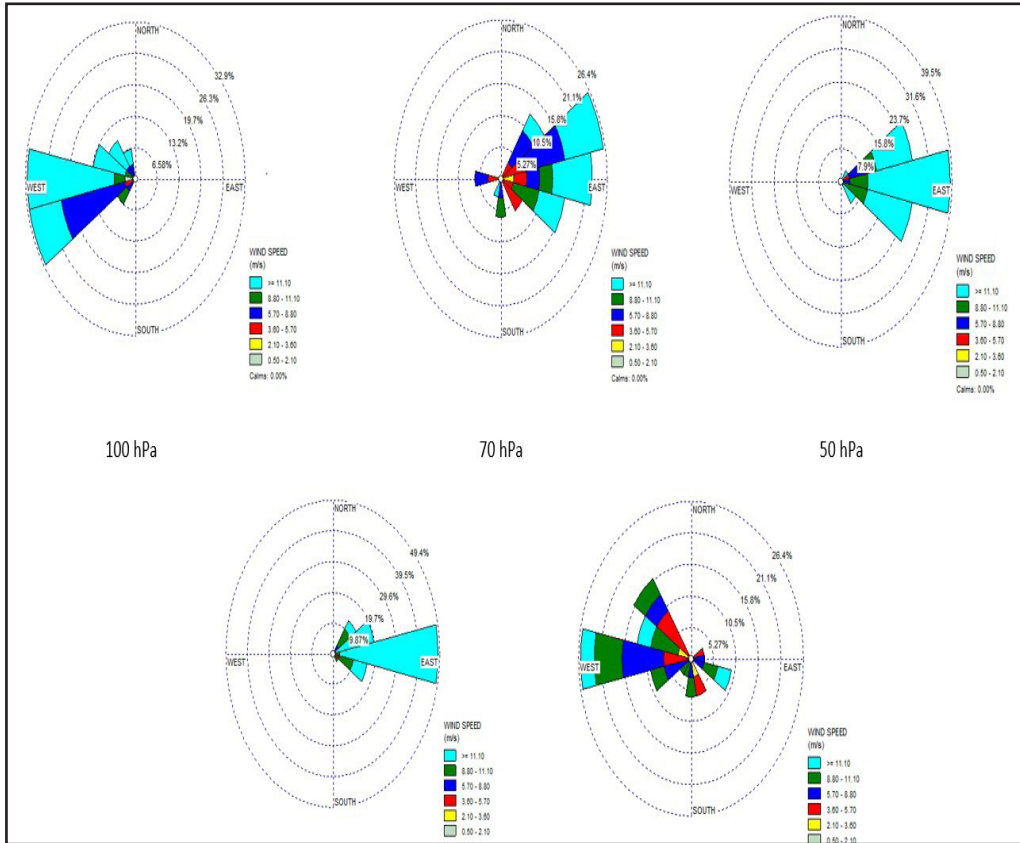 NORTH
32.9%
26.3%
19.7%
13.2%
6.58%
WEST
EAST
SOUTH
WIND SPEED
(m/s)
>= 11.10
8.80 - 11.10
5.70 - 8.80
3.60 - 5.70
2.10 - 3.60
0.50 - 2.10
Calms: 0.00%
100 hPa
NORTH
26.4%
21.1%
15.8%
10.5%
5.27%
WEST
EAST
SOUTH
WIND SPEED
(m/s)
>= 11.10
8.80 - 11.10
5.70 - 8.80
3.60 - 5.70
2.10 - 3.60
0.50 - 2.10
Calms: 0.00%
70 hPa
NORTH
39.5%
31.6%
23.7%
15.8%
7.9%
WEST
EAST
SOUTH
WIND SPEED
(m/s)
>= 11.10
8.80 - 11.10
5.70 - 8.80
3.60 - 5.70
2.10 - 3.60
0.50 - 2.10
Calms: 0.00%
50 hPa
NORTH
49.4%
39.5%
29.6%
19.7%
9.87%
WEST
EAST
SOUTH
WIND SPEED
(m/s)
>= 11.10
8.80 - 11.10
5.70 - 8.80
3.60 - 5.70
2.10 - 3.60
0.50 - 2.10
NORTH
26.4%
21.1%
15.8%
10.5%
5.27%
WEST
EAST
SOUTH
WIND SPEED
(m/s)
>= 11.10
8.80 - 11.10
5.70 - 8.80
3.60 - 5.70
2.10 - 3.60
0.50 - 2.10